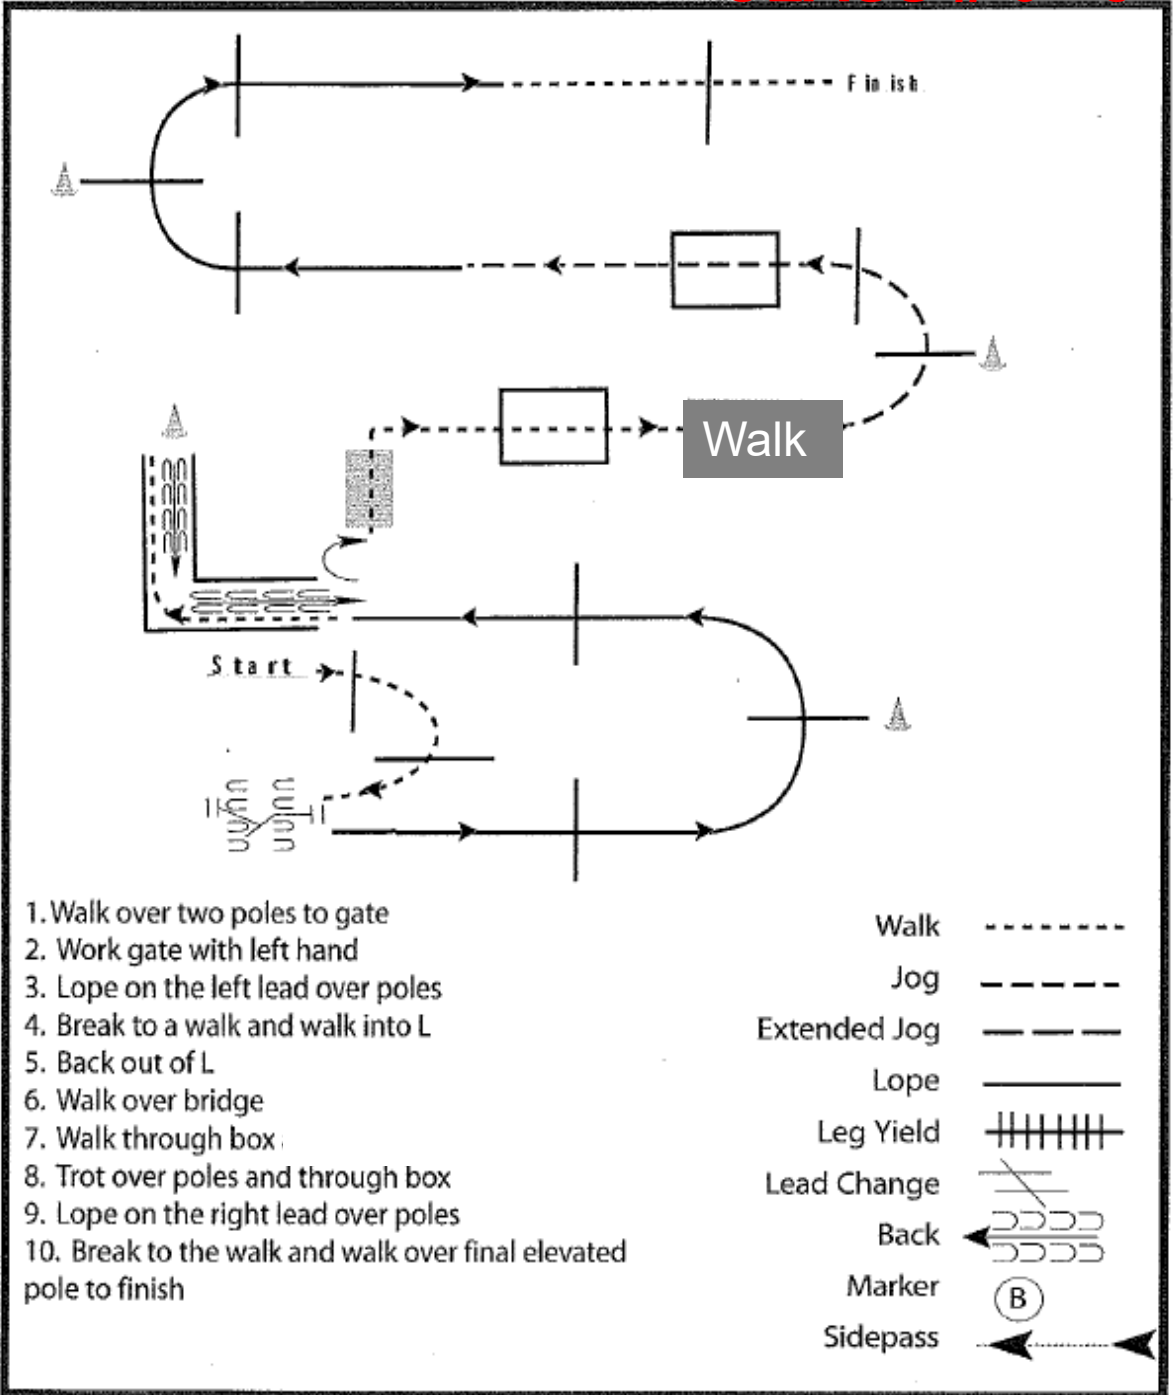 Finish
Walk
Start
1. Walk over two poles to gate
2. Work gate with left hand
3. Lope on the left lead over poles
4. Break to a walk and walk into L
5. Back out of L
6. Walk over bridge
7. Walk through box
8. Trot over poles and through box
9. Lope on the right lead over poles
10. Break to the walk and walk over final elevated
pole to finish
Walk
Jog
Extended Jog
Lope
Leg Yield
Lead Change
Back
Marker B
Sidepass